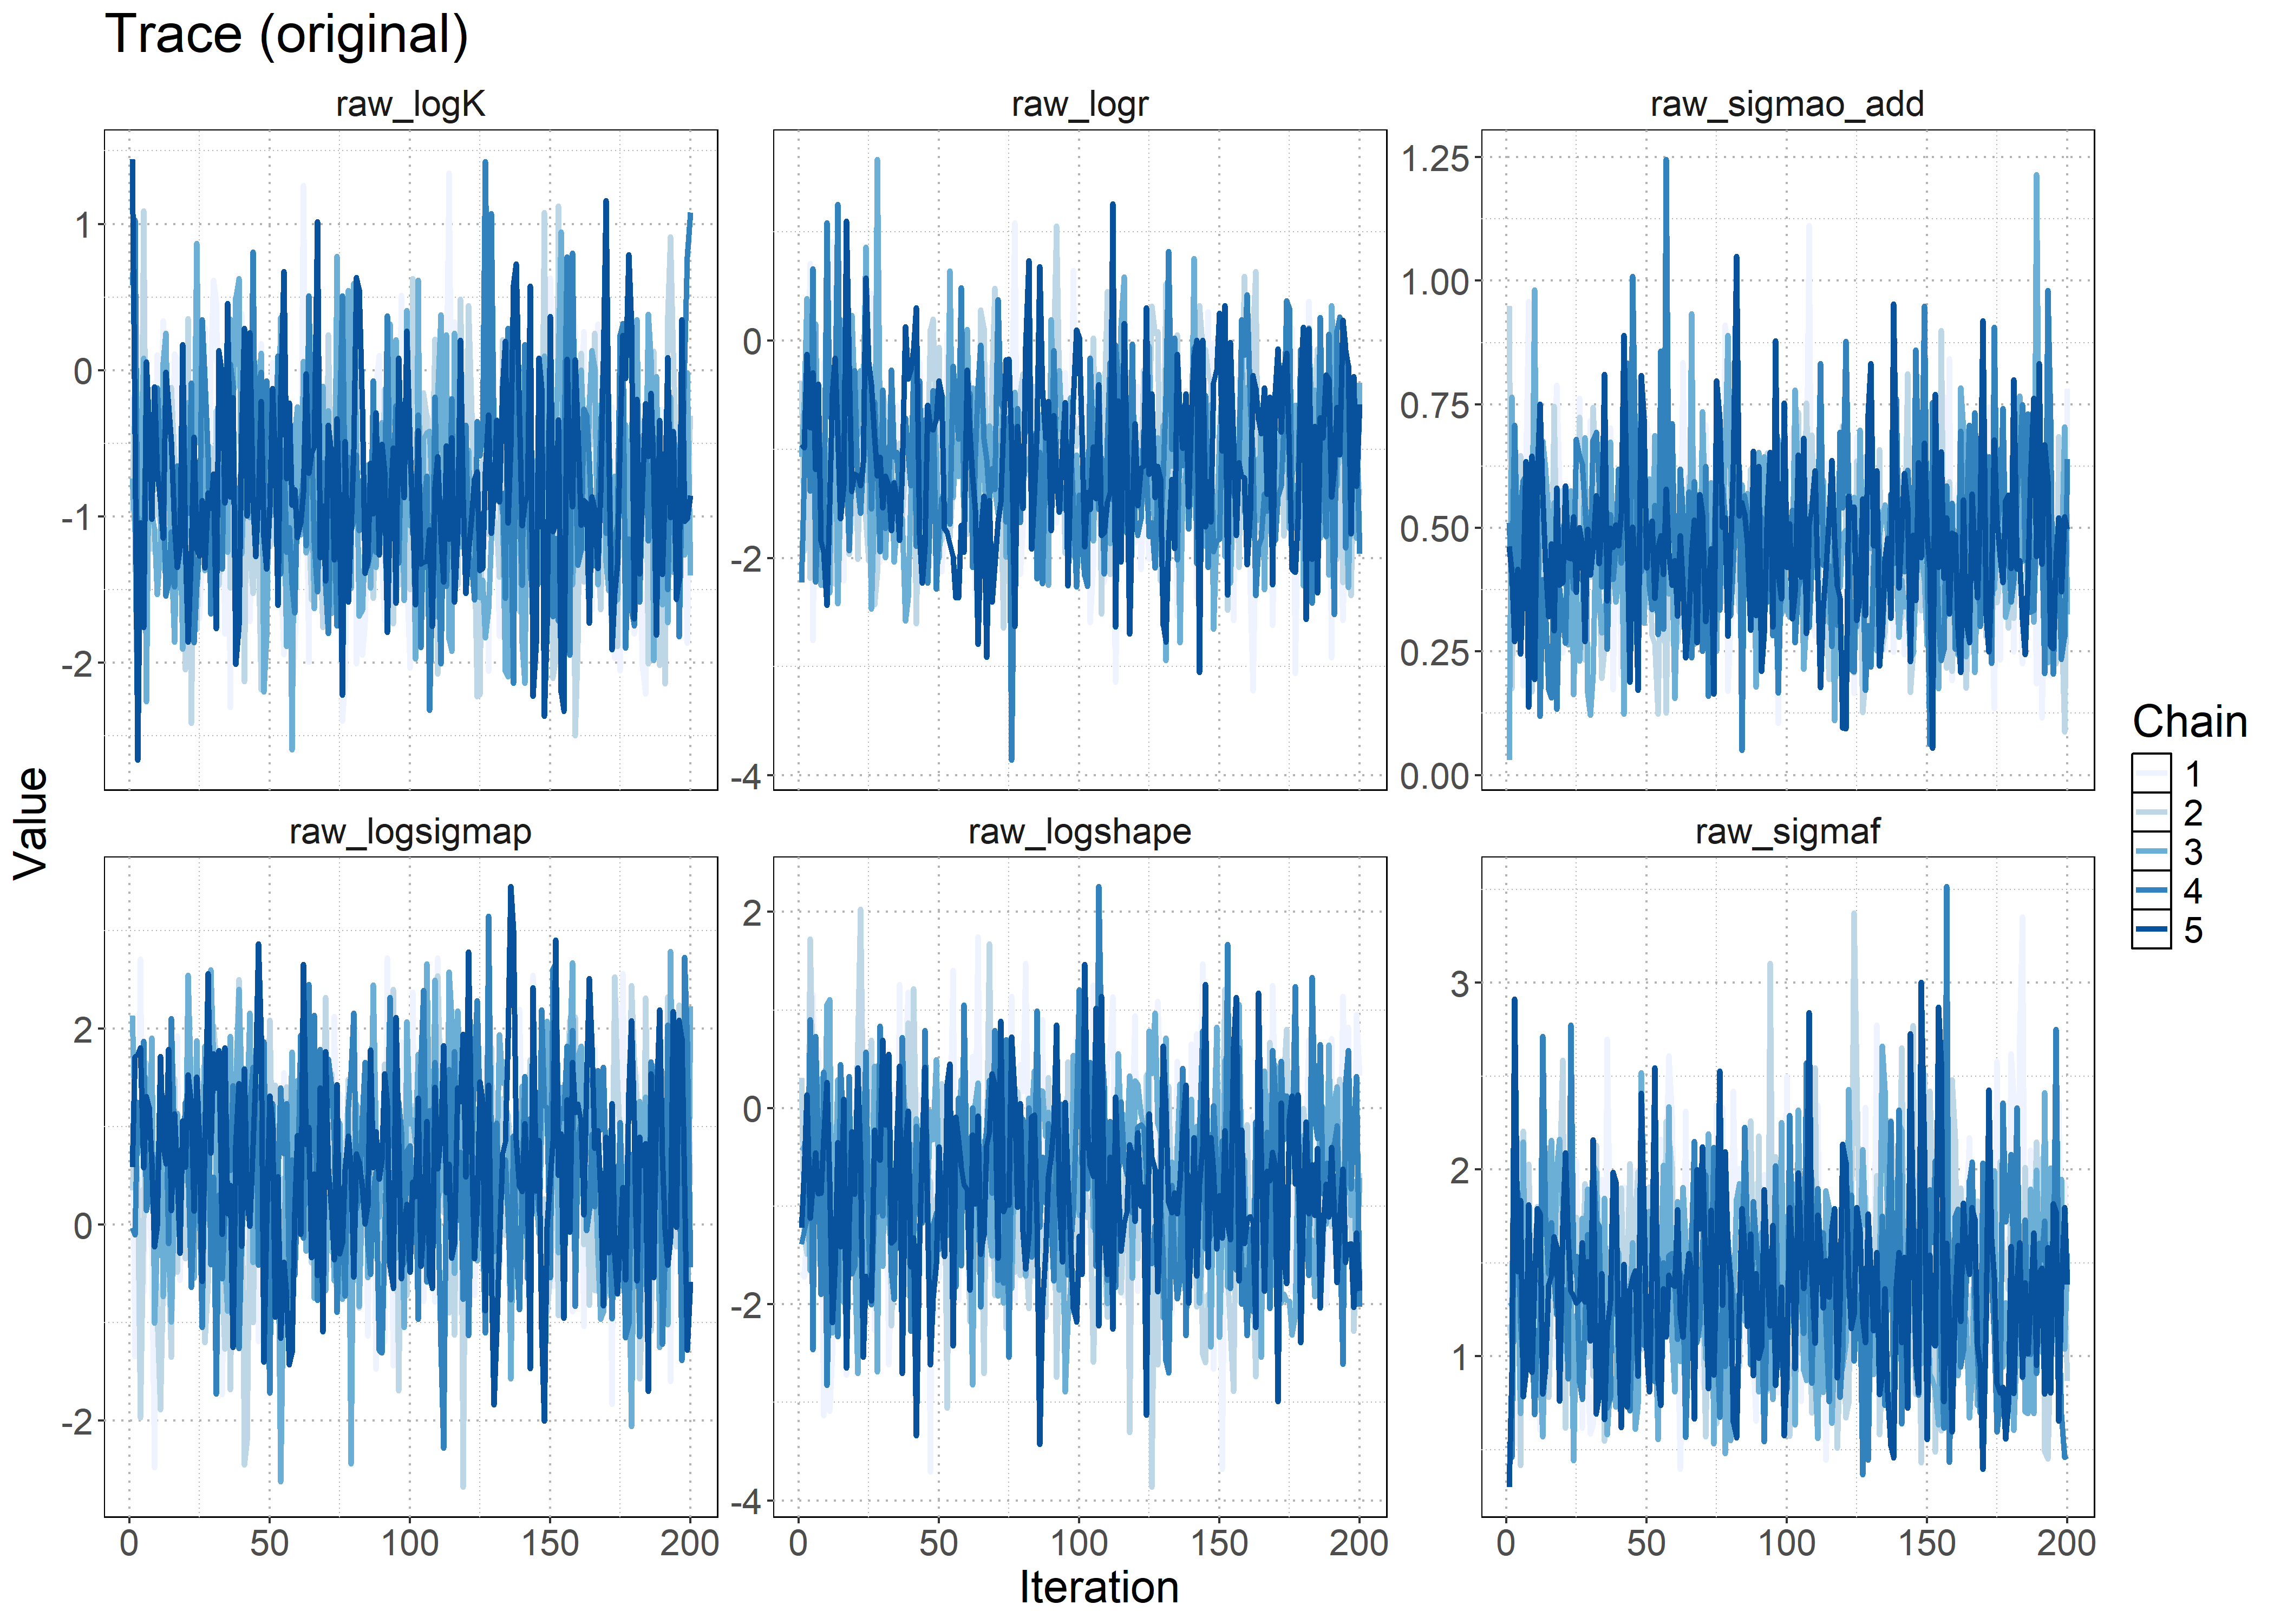 Trace (original)
raw_logK
raw_logr
raw_sigmao_add
1
0
-1
-2
0
-2
-4
1.25
1.00
0.75
0.50
0.25
0.00
raw_logsigmap
raw_logshape
raw_sigmaf
2
0
-2
2
0
-2
-4
3
2
1
0 50 100 150 200
0 50 100 150 200
0 50 100 150 200
Value
Iteration
Chain
1
2
3
4
5